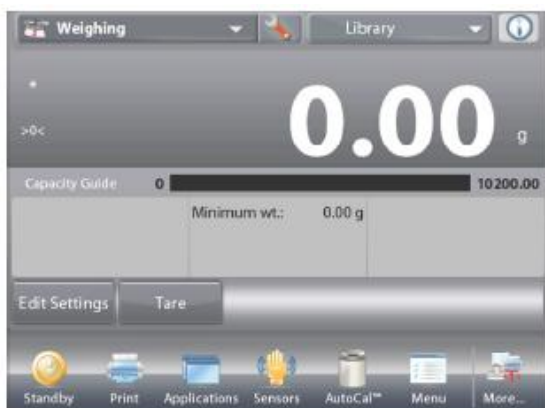 Weighing Library
*
>0< 0.00 g
Capacity Guide 0 10200.00
Minimum wt.: 0.00 g
Edit Settings Tare
Standby Print Applications Sensors AutoCal™ Menu More...